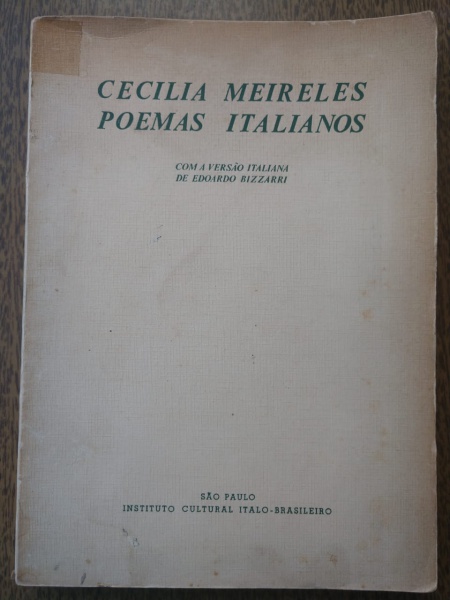 CECILIA MEIRELES
POEMAS ITALIANOS
COM A VERSÃO ITALIANA
DE EDOARDO BIZZARRI
SÃO PAULO
INSTITUTO CULTURAL ITALO-BRASILEIRO